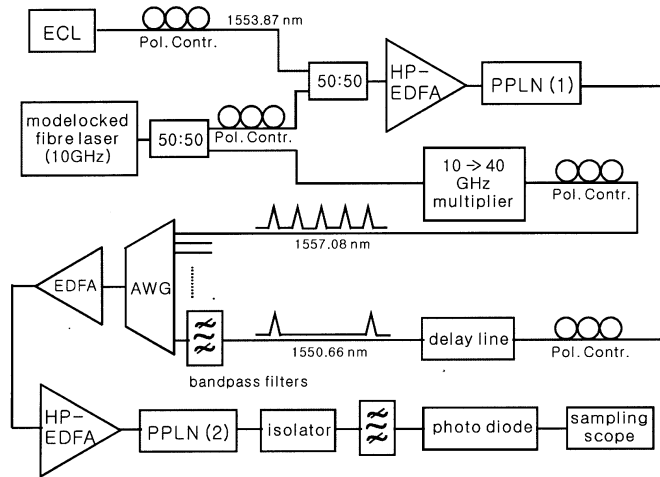 ECL
1553.87 nm
Pol. Contr.
50:50
HP-
EDFA
PPLN (1)
modelocked
fibre laser
(10GHz)
50:50
Pol. Contr.
10 → 40
GHz
multiplier
Pol. Contr.
1557.08 nm
EDFA
AWG
1550.66 nm
delay line
Pol. Contr.
bandpass filters
HP-
EDFA
PPLN (2)
isolator
photo diode
sampling
scope